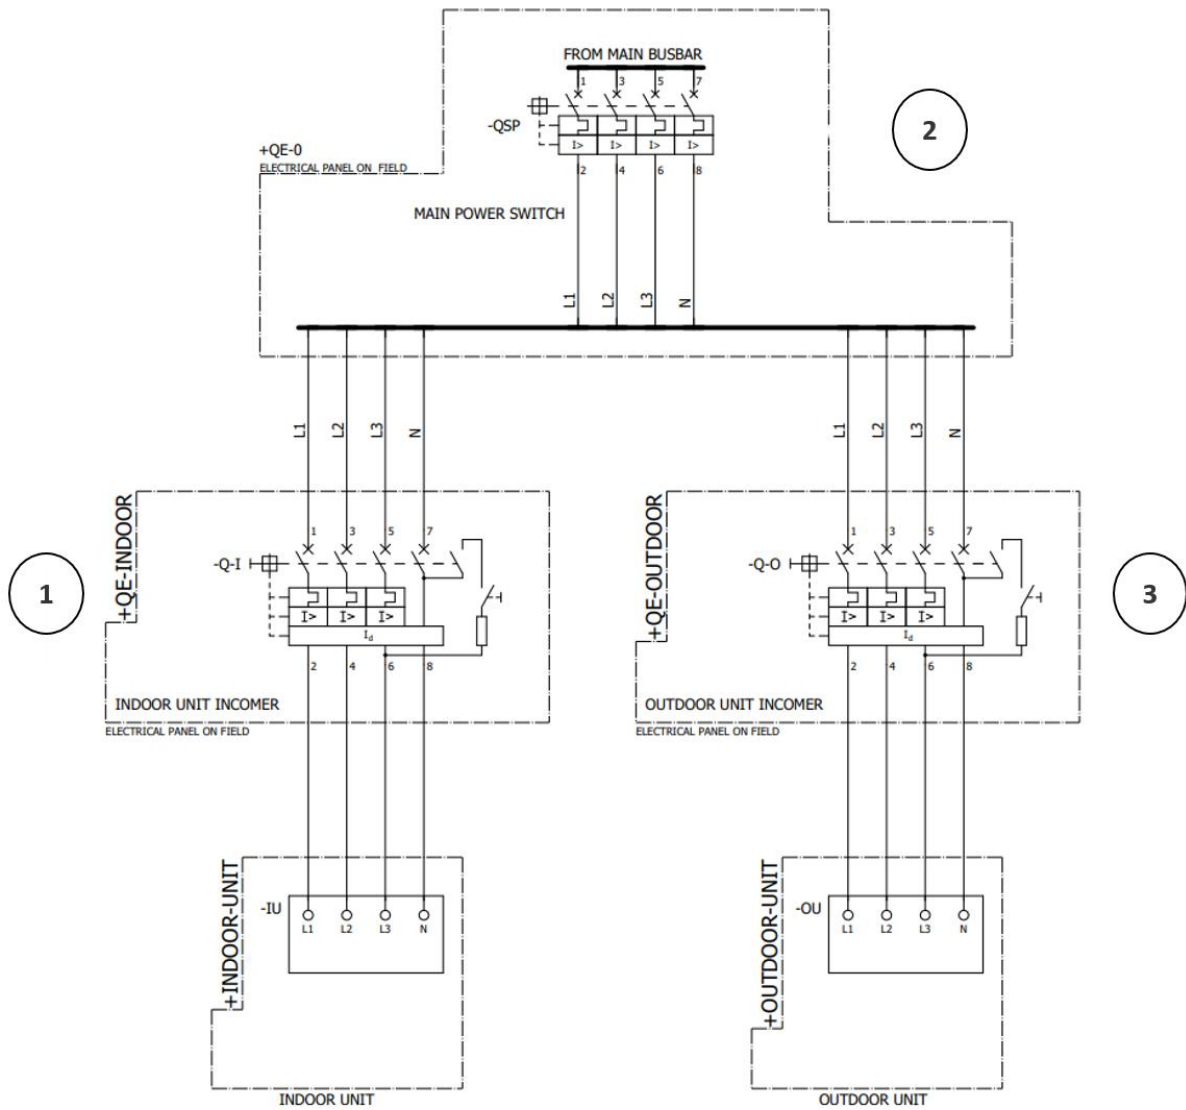 FROM MAIN BUSBAR
1 3 5 7
-QSP
I> I> I> I>
2 4 6 8
2
+QE-0
ELECTRICAL PANEL ON FIELD
MAIN POWER SWITCH
L1 L2 L3 N
L1 L2 L3 N
L1 L2 L3 N
+QE-INDOOR
1 3 5 7
-Q-I
I> I> I>
Id
2 4 6 8
1
INDOOR UNIT INCOMER
ELECTRICAL PANEL ON FIELD
+QE-OUTDOOR
1 3 5 7
-Q-O
I> I> I>
Id
2 4 6 8
3
OUTDOOR UNIT INCOMER
ELECTRICAL PANEL ON FIELD
+INDOOR-UNIT
-IU
L1 L2 L3 N
INDOOR UNIT
+OUTDOOR-UNIT
-OU
L1 L2 L3 N
OUTDOOR UNIT